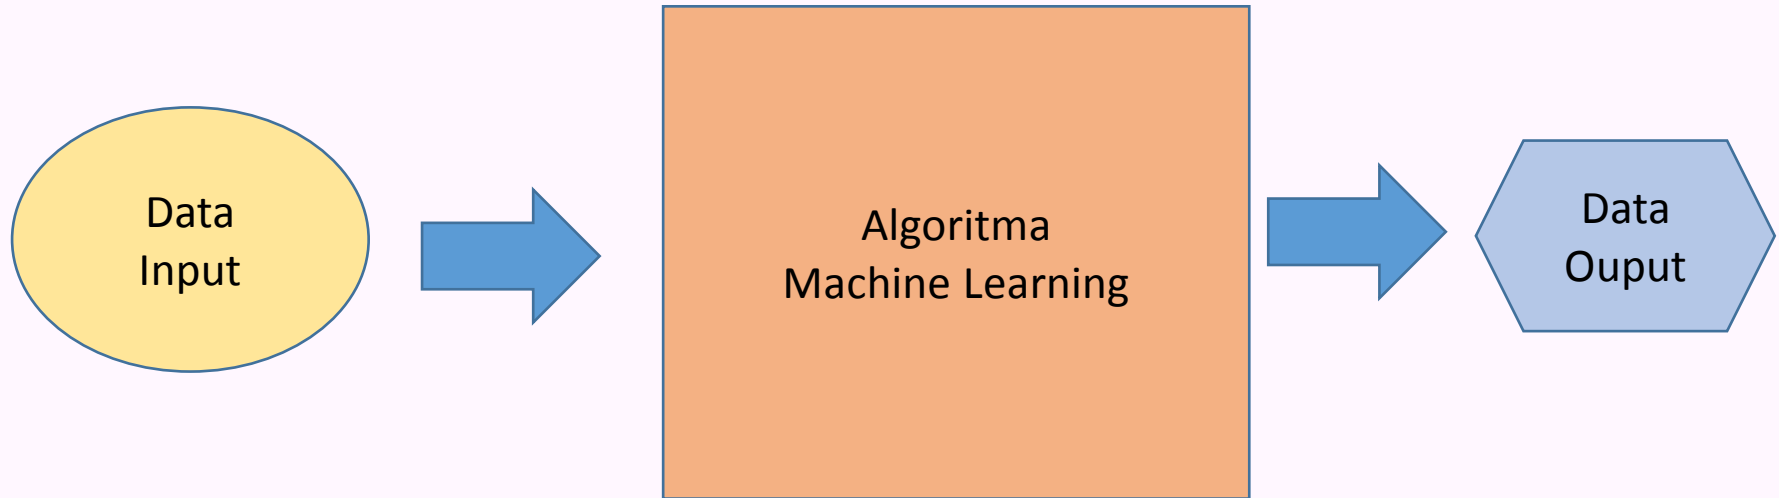 Data
Input
Algoritma
Machine Learning
Data
Ouput